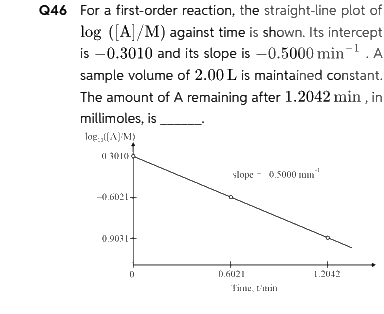 Q46 For a first-order reaction, the straight-line plot of
log ([A]/M) against time is shown. Its intercept
is −0.3010 and its slope is −0.5000 min⁻¹ . A
sample volume of 2.00 L is maintained constant.
The amount of A remaining after 1.2042 min , in
millimoles, is ______.
log₁₀([A]/M)
0 3010
slope = 0.5000 min⁻¹
−0.6021
0.9031
0 0.6021 1.2042
Time, t/min